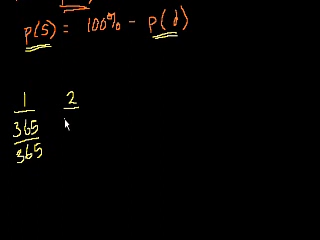 p(s) = 100% - p(d)
1 2
365
365